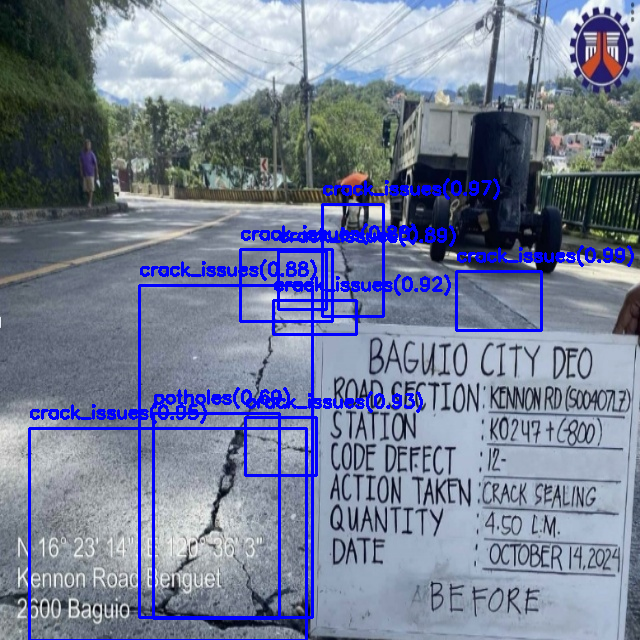 crack_issues(0.97)
crack_issues(0.89)
crack_issues(0.99)
crack_issues(0.88)
crack_issues(0.92)
potholes(0.69)
crack_issues(0.93)
crack_issues(0.95)
BAGUIO CITY DEO
ROAD SECTION: KENNON RD (S00407LZ)
STATION : K0247+(-800)
CODE DEFECT : 12-
ACTION TAKEN: CRACK SEALING
QUANTITY : 4.50 L.M.
DATE : OCTOBER 14, 2024
BEFORE
N 16° 23' 14", E 120° 36' 3"
Kennon Road Benguet
2600 Baguio